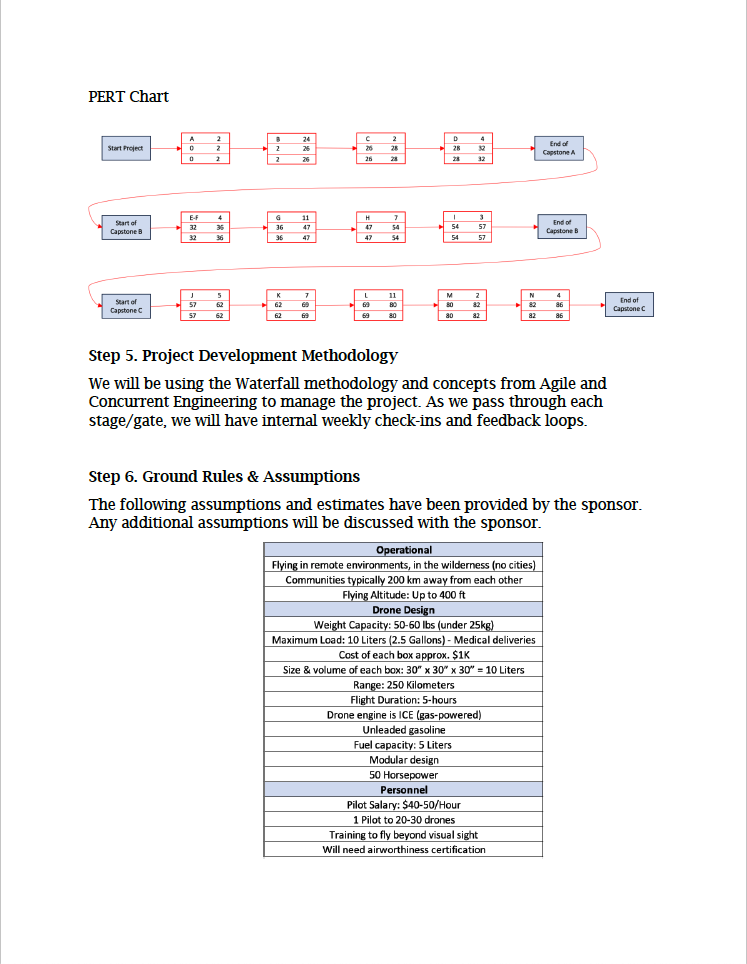 PERT Chart
A 2 B 24 C 2 D 4
Start Project 0 2 2 26 26 28 28 32 End of Capstone A
0 2 2 26 26 28 28 32
E-F 4 G 11 H 7 I 3
Start of Capstone B 32 36 36 47 47 54 54 57 End of Capstone B
32 36 36 47 47 54 54 57
J 5 K 7 L 11 M 2 N 4
Start of Capstone C 57 62 62 69 69 80 80 82 82 86 End of Capstone C
57 62 62 69 69 80 80 82 82 86
Step 5. Project Development Methodology
We will be using the Waterfall methodology and concepts from Agile and
Concurrent Engineering to manage the project. As we pass through each
stage/gate, we will have internal weekly check-ins and feedback loops.
Step 6. Ground Rules & Assumptions
The following assumptions and estimates have been provided by the sponsor.
Any additional assumptions will be discussed with the sponsor.
Operational
Flying in remote environments, in the wilderness (no cities)
Communities typically 200 km away from each other
Flying Altitude: Up to 400 ft
Drone Design
Weight Capacity: 50-60 lbs (under 25kg)
Maximum Load: 10 Liters (2.5 Gallons) - Medical deliveries
Cost of each box approx. $1K
Size & volume of each box: 30" x 30" x 30" = 10 Liters
Range: 250 Kilometers
Flight Duration: 5-hours
Drone engine is ICE (gas-powered)
Unleaded gasoline
Fuel capacity: 5 Liters
Modular design
50 Horsepower
Personnel
Pilot Salary: $40-50/Hour
1 Pilot to 20-30 drones
Training to fly beyond visual sight
Will need airworthiness certification